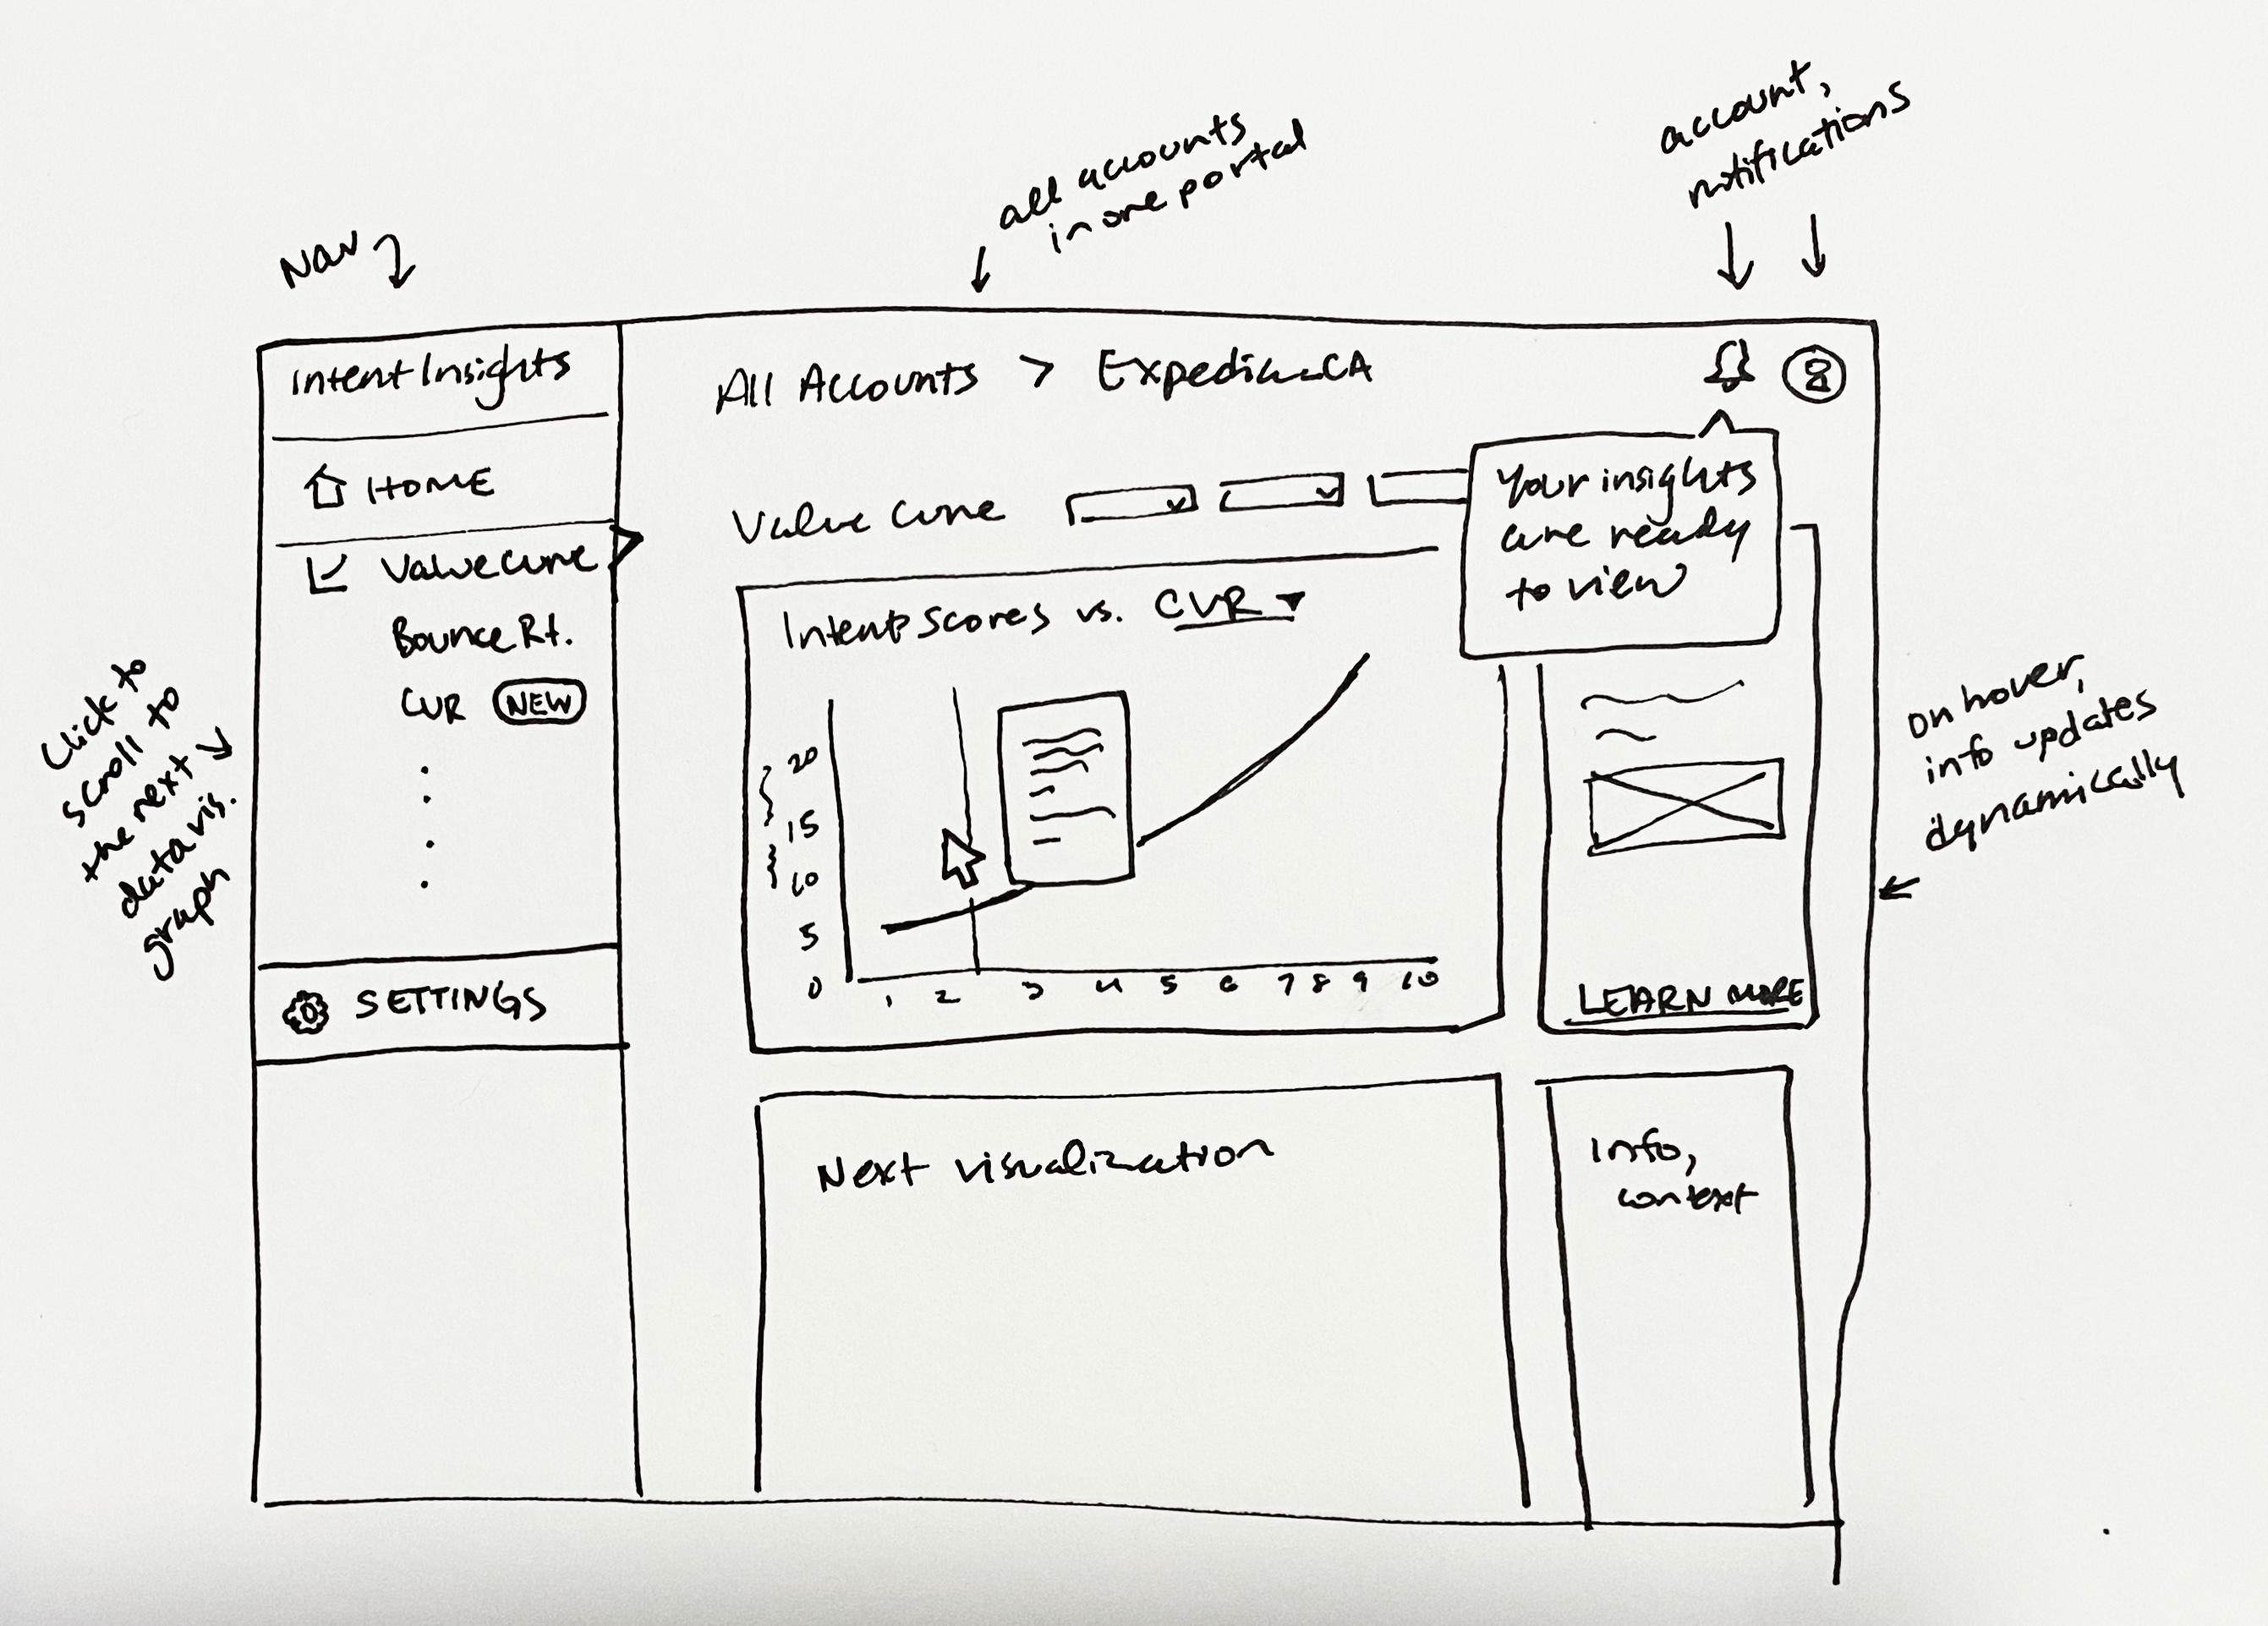 account,
notifications
all accounts
in one portal
Nav
Intent Insights
All Accounts > Expedia_CA
HOME
Your insights
are ready
to view
Value Curve
Value Curve
Intent Scores vs. CVR
Bounce Rt.
CVR NEW
Click to
scroll to
the next
data vis.
graph
on hover,
info updates
dynamically
20
15
10
5
0
1 2 3 4 5 6 7 8 9 10
SETTINGS
LEARN MORE
Next visualization
Info,
context